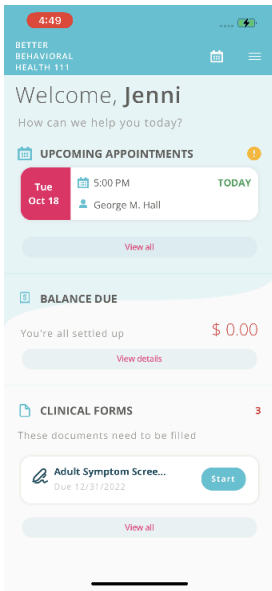 4:49
BETTER
BEHAVIORAL
HEALTH 111
Welcome, Jenni
How can we help you today?
UPCOMING APPOINTMENTS
Tue
Oct 18
5:00 PM
TODAY
George M. Hall
View all
BALANCE DUE
You're all settled up
$ 0.00
View details
CLINICAL FORMS
3
These documents need to be filled
Adult Symptom Scree...
Due 12/31/2022
Start
View all